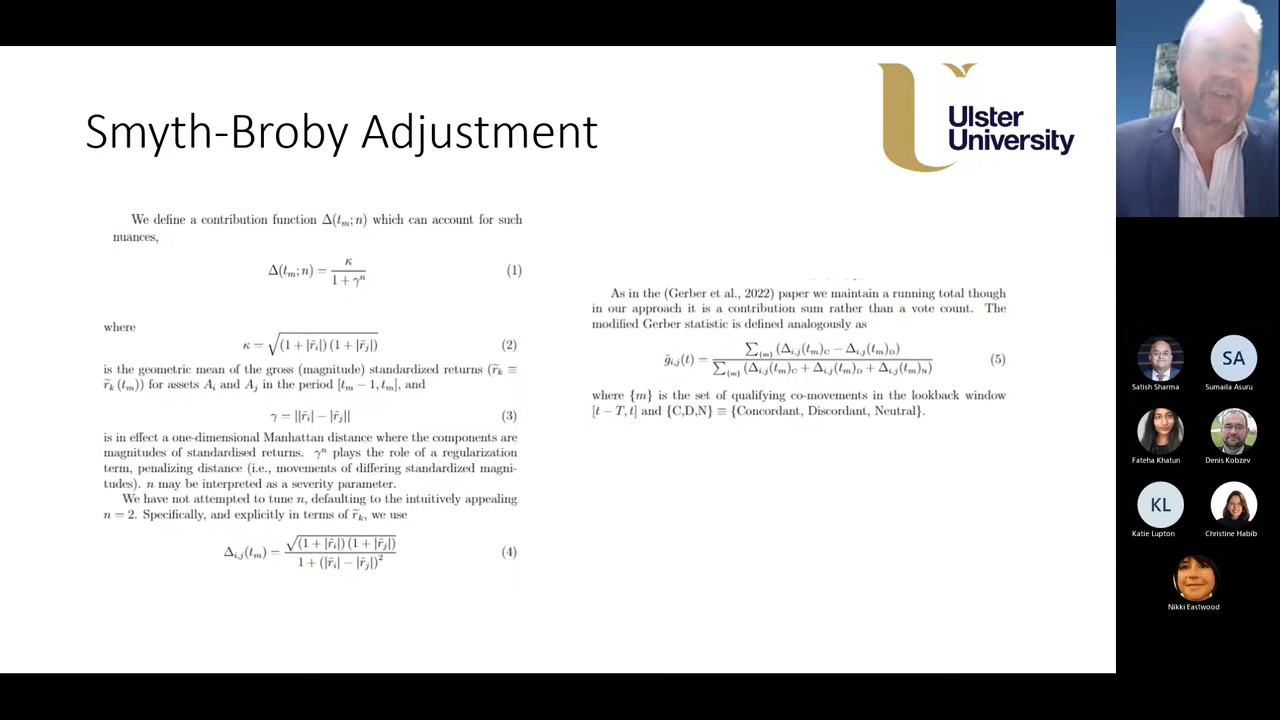 Smyth-Broby Adjustment
Ulster
University
We define a contribution function Δ(t_m; n) which can account for such
nuances,
Δ(t_m; n) = κ / (1 + γ^n) (1)
where
κ = √((1 + |r̃_i|) (1 + |r̃_j|)) (2)
is the geometric mean of the gross (magnitude) standardized returns (r̃_k ≡
r̃_k (t_m)) for assets A_i and A_j in the period [t_m − 1, t_m], and
γ = ||r̃_i| − |r̃_j|| (3)
is in effect a one-dimensional Manhattan distance where the components are
magnitudes of standardised returns. γ^n plays the role of a regularization
term, penalizing distance (i.e., movements of differing standardized magni-
tudes). n may be interpreted as a severity parameter.
We have not attempted to tune n, defaulting to the intuitively appealing
n = 2. Specifically, and explicitly in terms of r̃_k, we use
Δ_{i,j}(t_m) = √((1 + |r̃_i|) (1 + |r̃_j|)) / (1 + (|r̃_i| − |r̃_j|)^2) (4)
As in the (Gerber et al., 2022) paper we maintain a running total though
in our approach it is a contribution sum rather than a vote count. The
modified Gerber statistic is defined analogously as
g̃_{i,j}(t) = Σ_{{m}} (Δ_{i,j}(t_m)_C − Δ_{i,j}(t_m)_D) / Σ_{{m}} (Δ_{i,j}(t_m)_C + Δ_{i,j}(t_m)_D + Δ_{i,j}(t_m)_N) (5)
where {m} is the set of qualifying co-movements in the lookback window
[t − T, t] and {C,D,N} ≡ {Concordant, Discordant, Neutral}.
SA
Satish Sharma
Sumaila Asuru
Fateha Khatun
Denis Kobzev
KL
Katie Lupton
Christine Habib
Nikki Eastwood